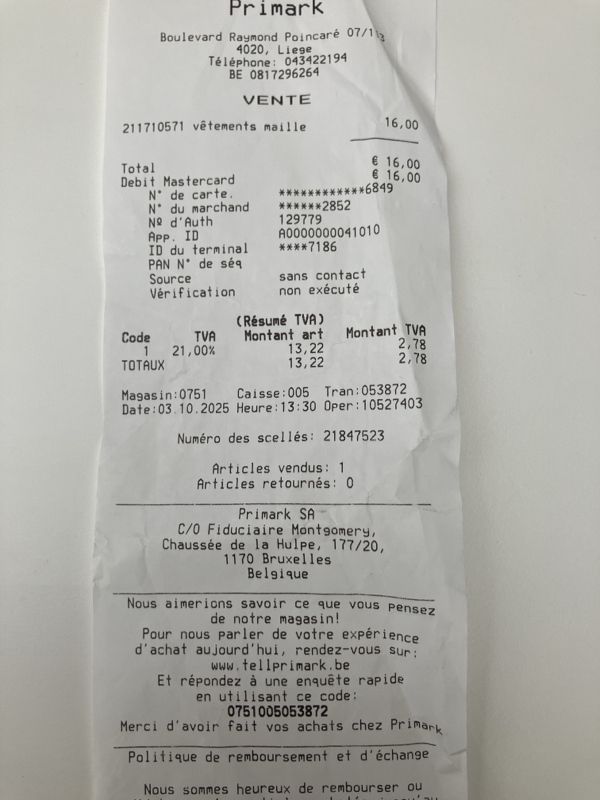 Primark
Boulevard Raymond Poincaré 07/1 3
4020, Liege
Téléphone: 043422194
BE 0817296264
VENTE
211710571 vêtements maille 16,00
Total € 16,00
Debit Mastercard € 16,00
N° de carte. ************6849
N° du marchand ******2852
Nº d'Auth 129779
App. ID A0000000041010
ID du terminal ****7186
PAN N° de séq
Source sans contact
Vérification non exécuté
(Résumé TVA)
Code TVA Montant art Montant TVA
1 21,00% 13,22 2,78
TOTAUX 13,22 2,78
Magasin:0751 Caisse:005 Tran:053872
Date:03.10.2025 Heure:13:30 Oper:10527403
Numéro des scellés: 21847523
Articles vendus: 1
Articles retournés: 0
Primark SA
C/O Fiduciaire Montgomery,
Chaussée de la Hulpe, 177/20,
1170 Bruxelles
Belgique
Nous aimerions savoir ce que vous pensez
de notre magasin!
Pour nous parler de votre expérience
d'achat aujourd'hui, rendez-vous sur:
www.tellprimark.be
Et répondez à une enquête rapide
en utilisant ce code:
0751005053872
Merci d'avoir fait vos achats chez Primark
Politique de remboursement et d'échange
Nous sommes heureux de rembourser ou